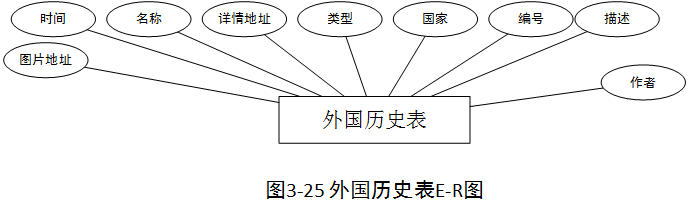 时间
名称
详情地址
类型
国家
编号
描述
图片地址
作者
外国历史表
图3-25 外国历史表E-R图